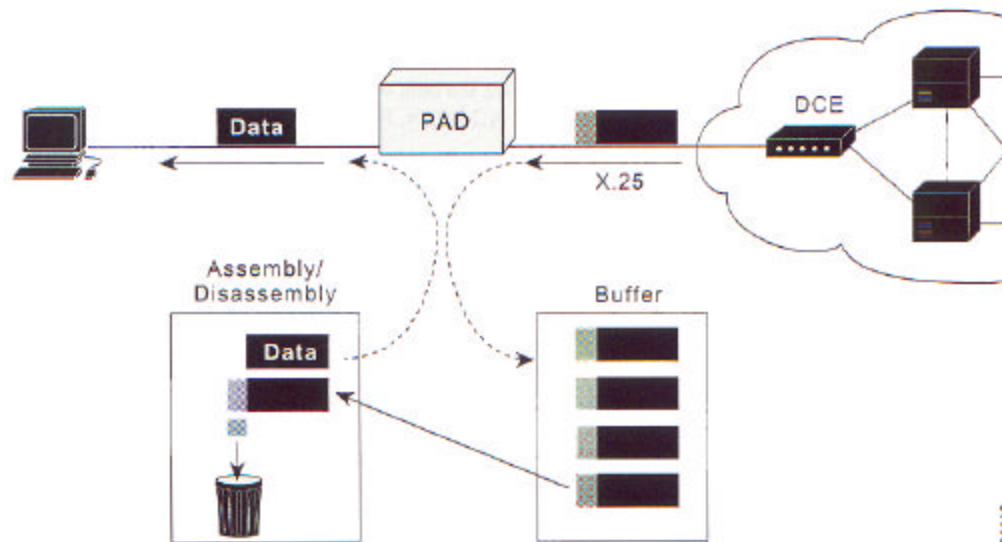 Data
PAD
DCE
X.25
Assembly/
Disassembly
Buffer
Data